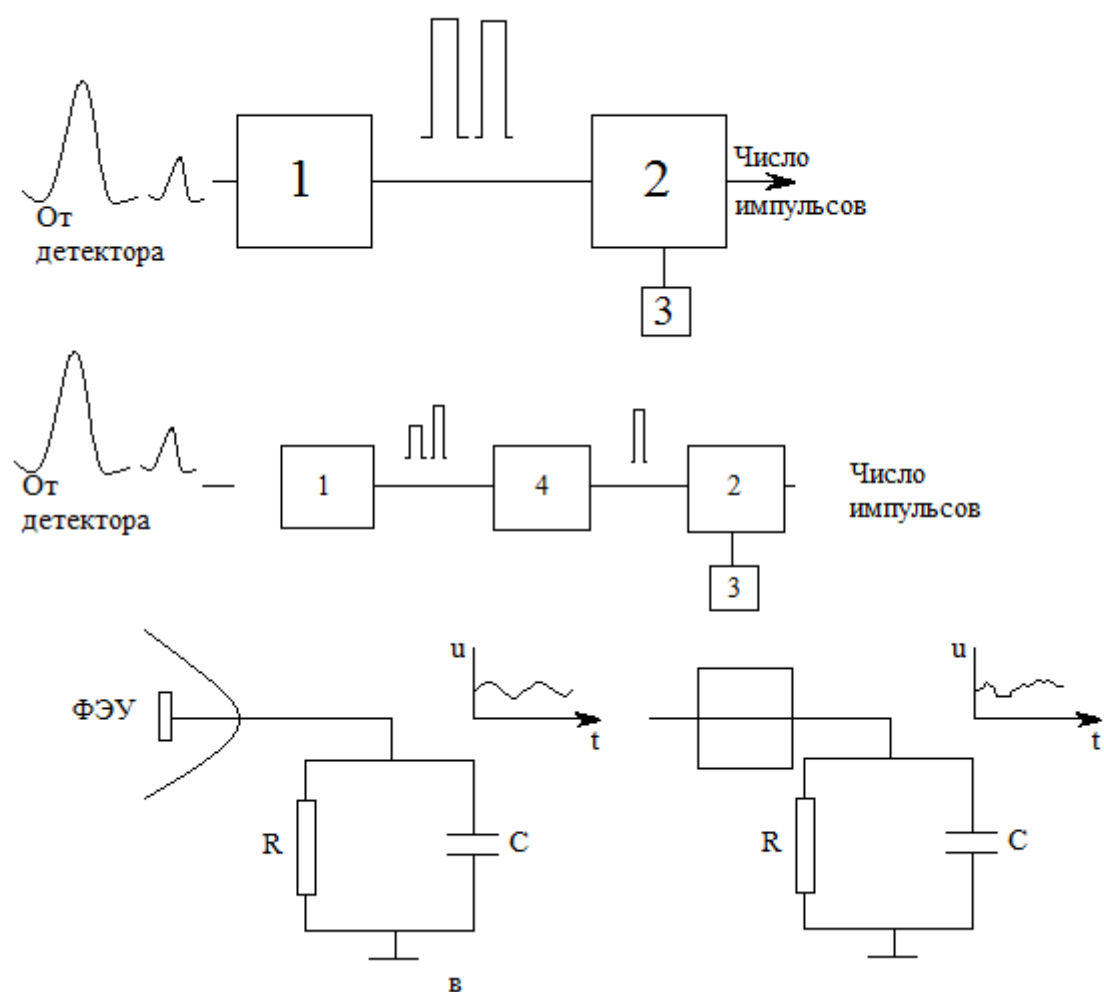 1
2
Число
импульсов
От
детектора
3
От
детектора
1
4
2
Число
импульсов
3
ФЭУ
u
t
R
C
u
t
R
C
в